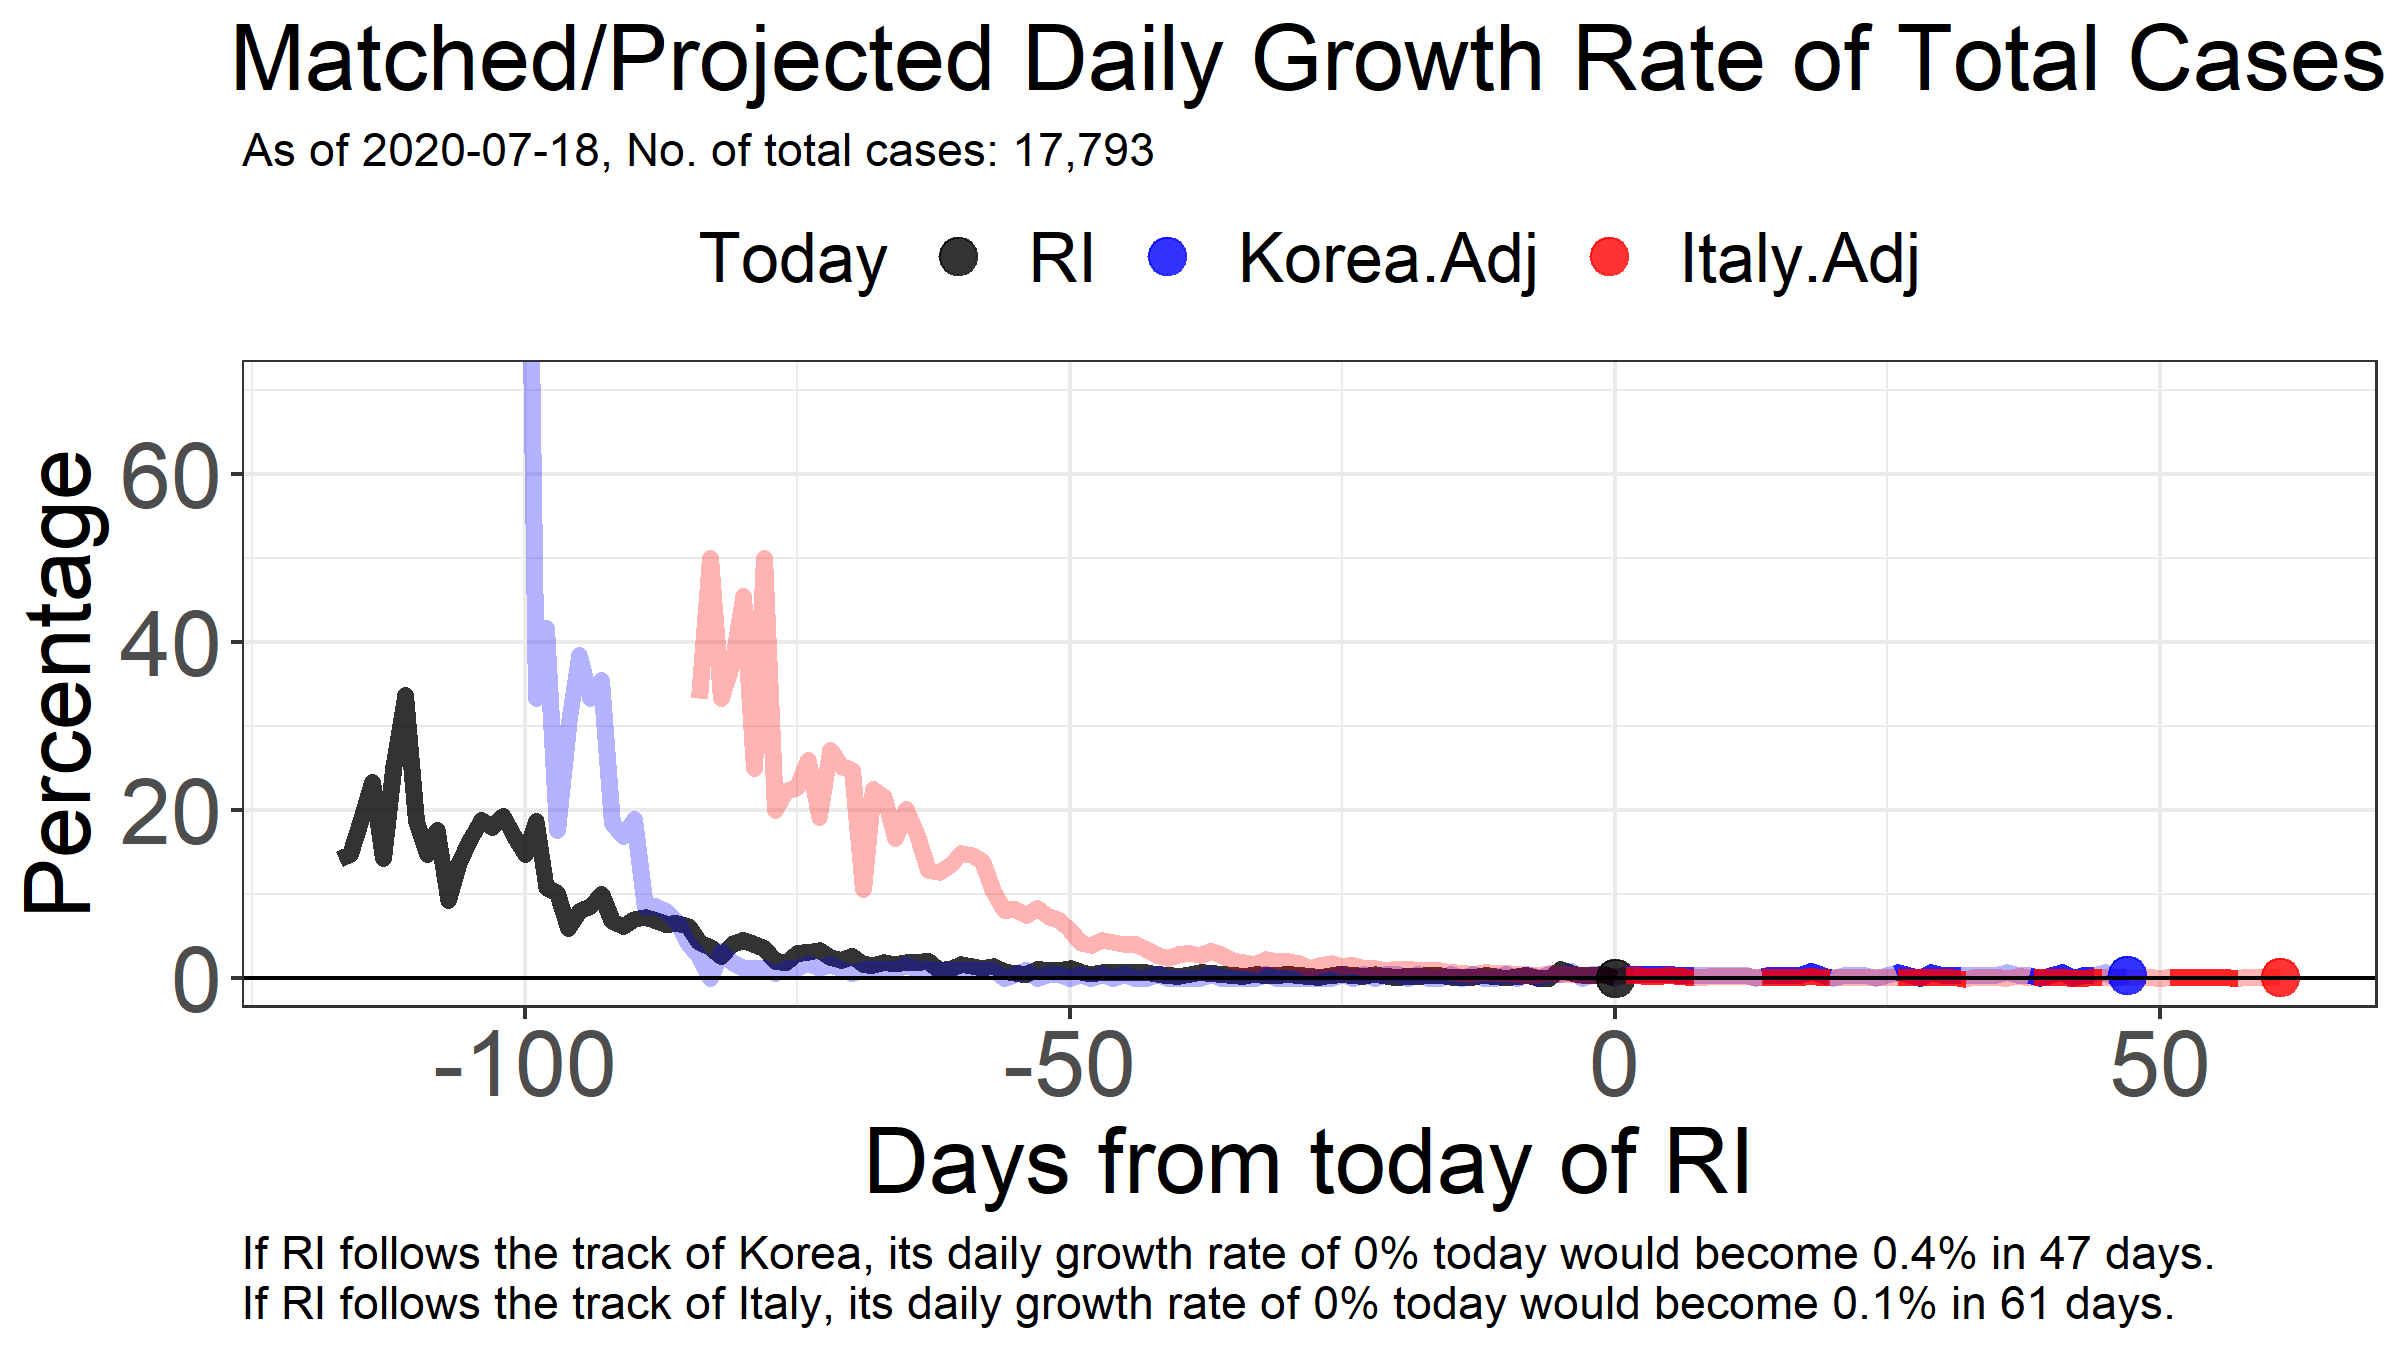 Matched/Projected Daily Growth Rate of Total Cases
As of 2020-07-18, No. of total cases: 17,793
Today RI Korea.Adj Italy.Adj
Percentage
60
40
20
0
-100 -50 0 50
Days from today of RI
If RI follows the track of Korea, its daily growth rate of 0% today would become 0.4% in 47 days.
If RI follows the track of Italy, its daily growth rate of 0% today would become 0.1% in 61 days.